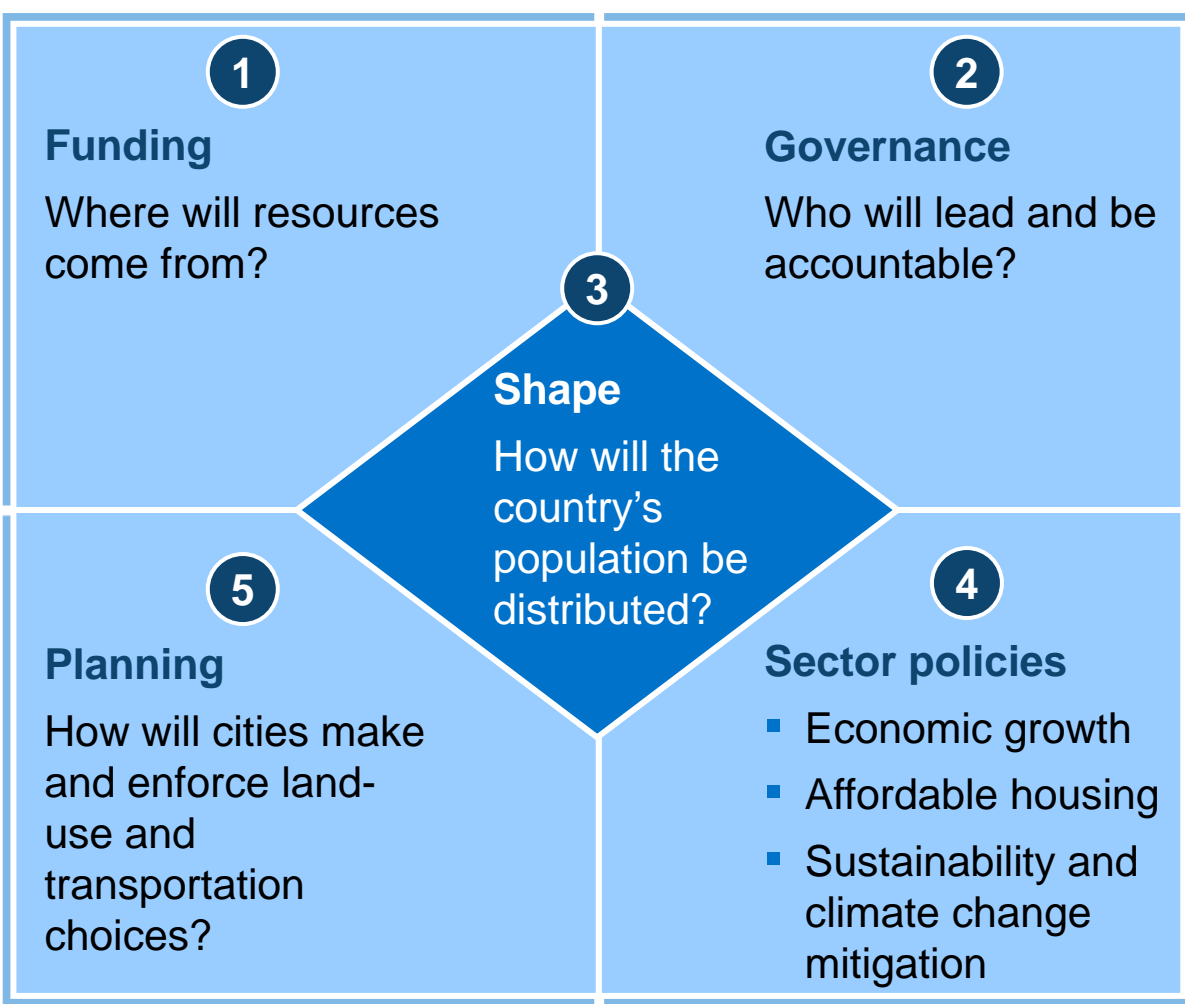 1
Funding
Where will resources
come from?
2
Governance
Who will lead and be
accountable?
3
Shape
How will the
country’s
population be
distributed?
4
Sector policies
▪ Economic growth
▪ Affordable housing
▪ Sustainability and
climate change
mitigation
5
Planning
How will cities make
and enforce land-
use and
transportation
choices?